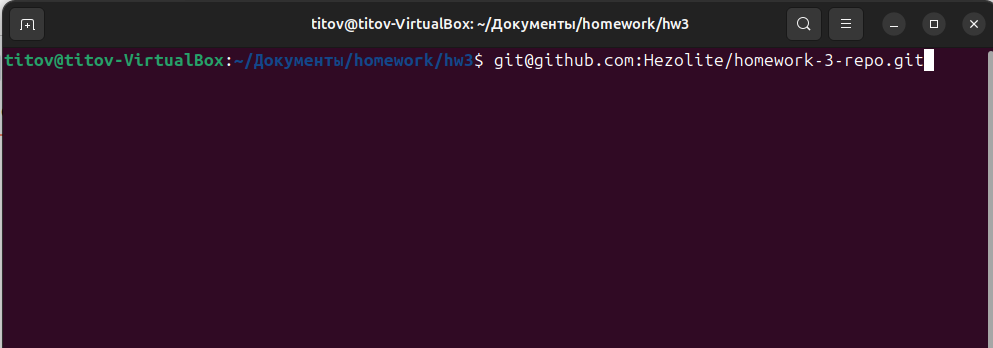 titov@titov-VirtualBox: ~/Документы/homework/hw3
titov@titov-VirtualBox:~/Документы/homework/hw3$ git@github.com:Hezolite/homework-3-repo.git